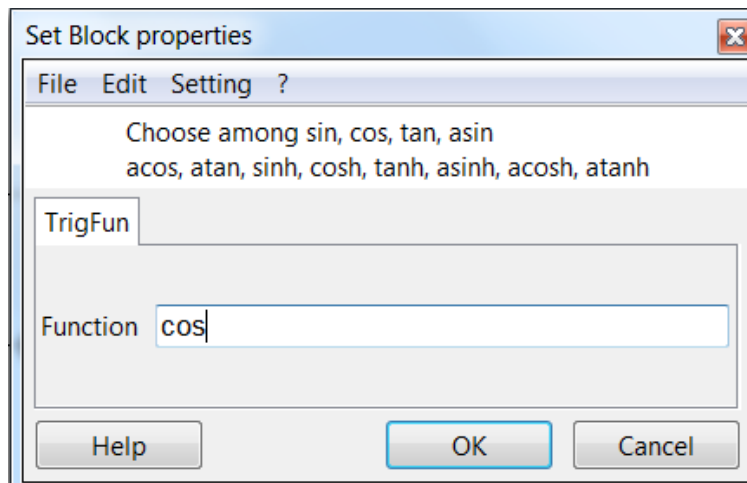 Set Block properties
File Edit Setting ?
Choose among sin, cos, tan, asin
acos, atan, sinh, cosh, tanh, asinh, acosh, atanh
TrigFun
Function cos
Help OK Cancel